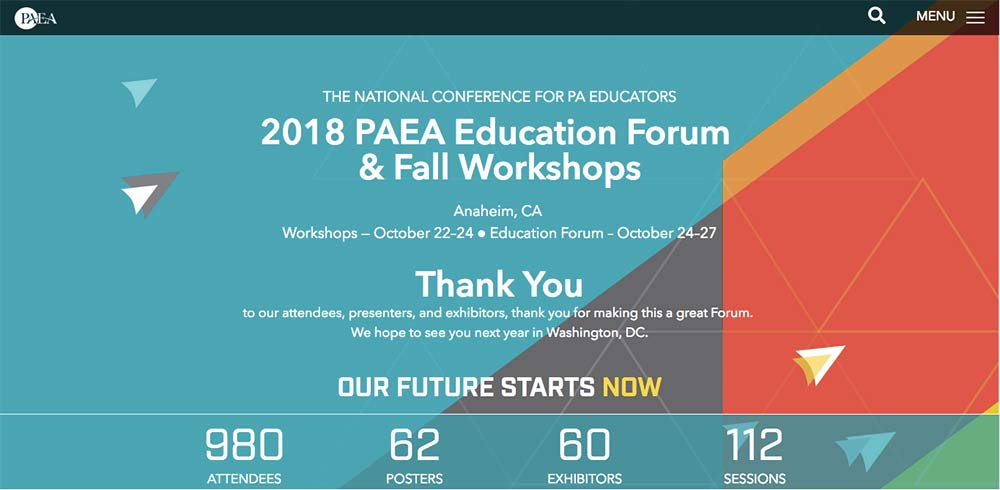 PAEA
MENU
THE NATIONAL CONFERENCE FOR PA EDUCATORS
2018 PAEA Education Forum
& Fall Workshops
Anaheim, CA
Workshops – October 22–24 ● Education Forum – October 24–27
Thank You
to our attendees, presenters, and exhibitors, thank you for making this a great Forum.
We hope to see you next year in Washington, DC.
OUR FUTURE STARTS NOW
980 62 60 112
ATTENDEES POSTERS EXHIBITORS SESSIONS